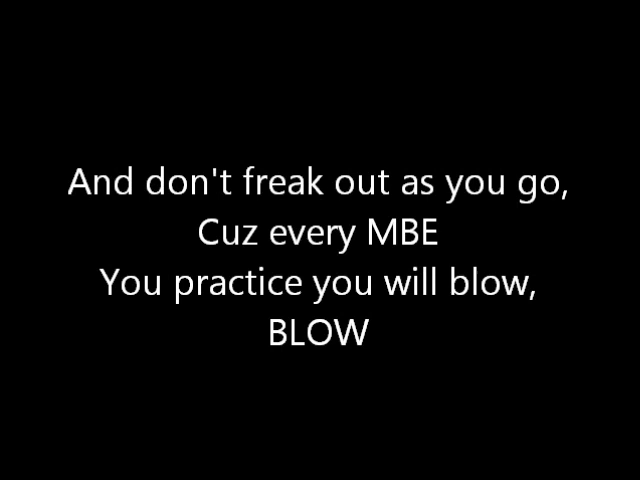 And don't freak out as you go,
Cuz every MBE
You practice you will blow,
BLOW